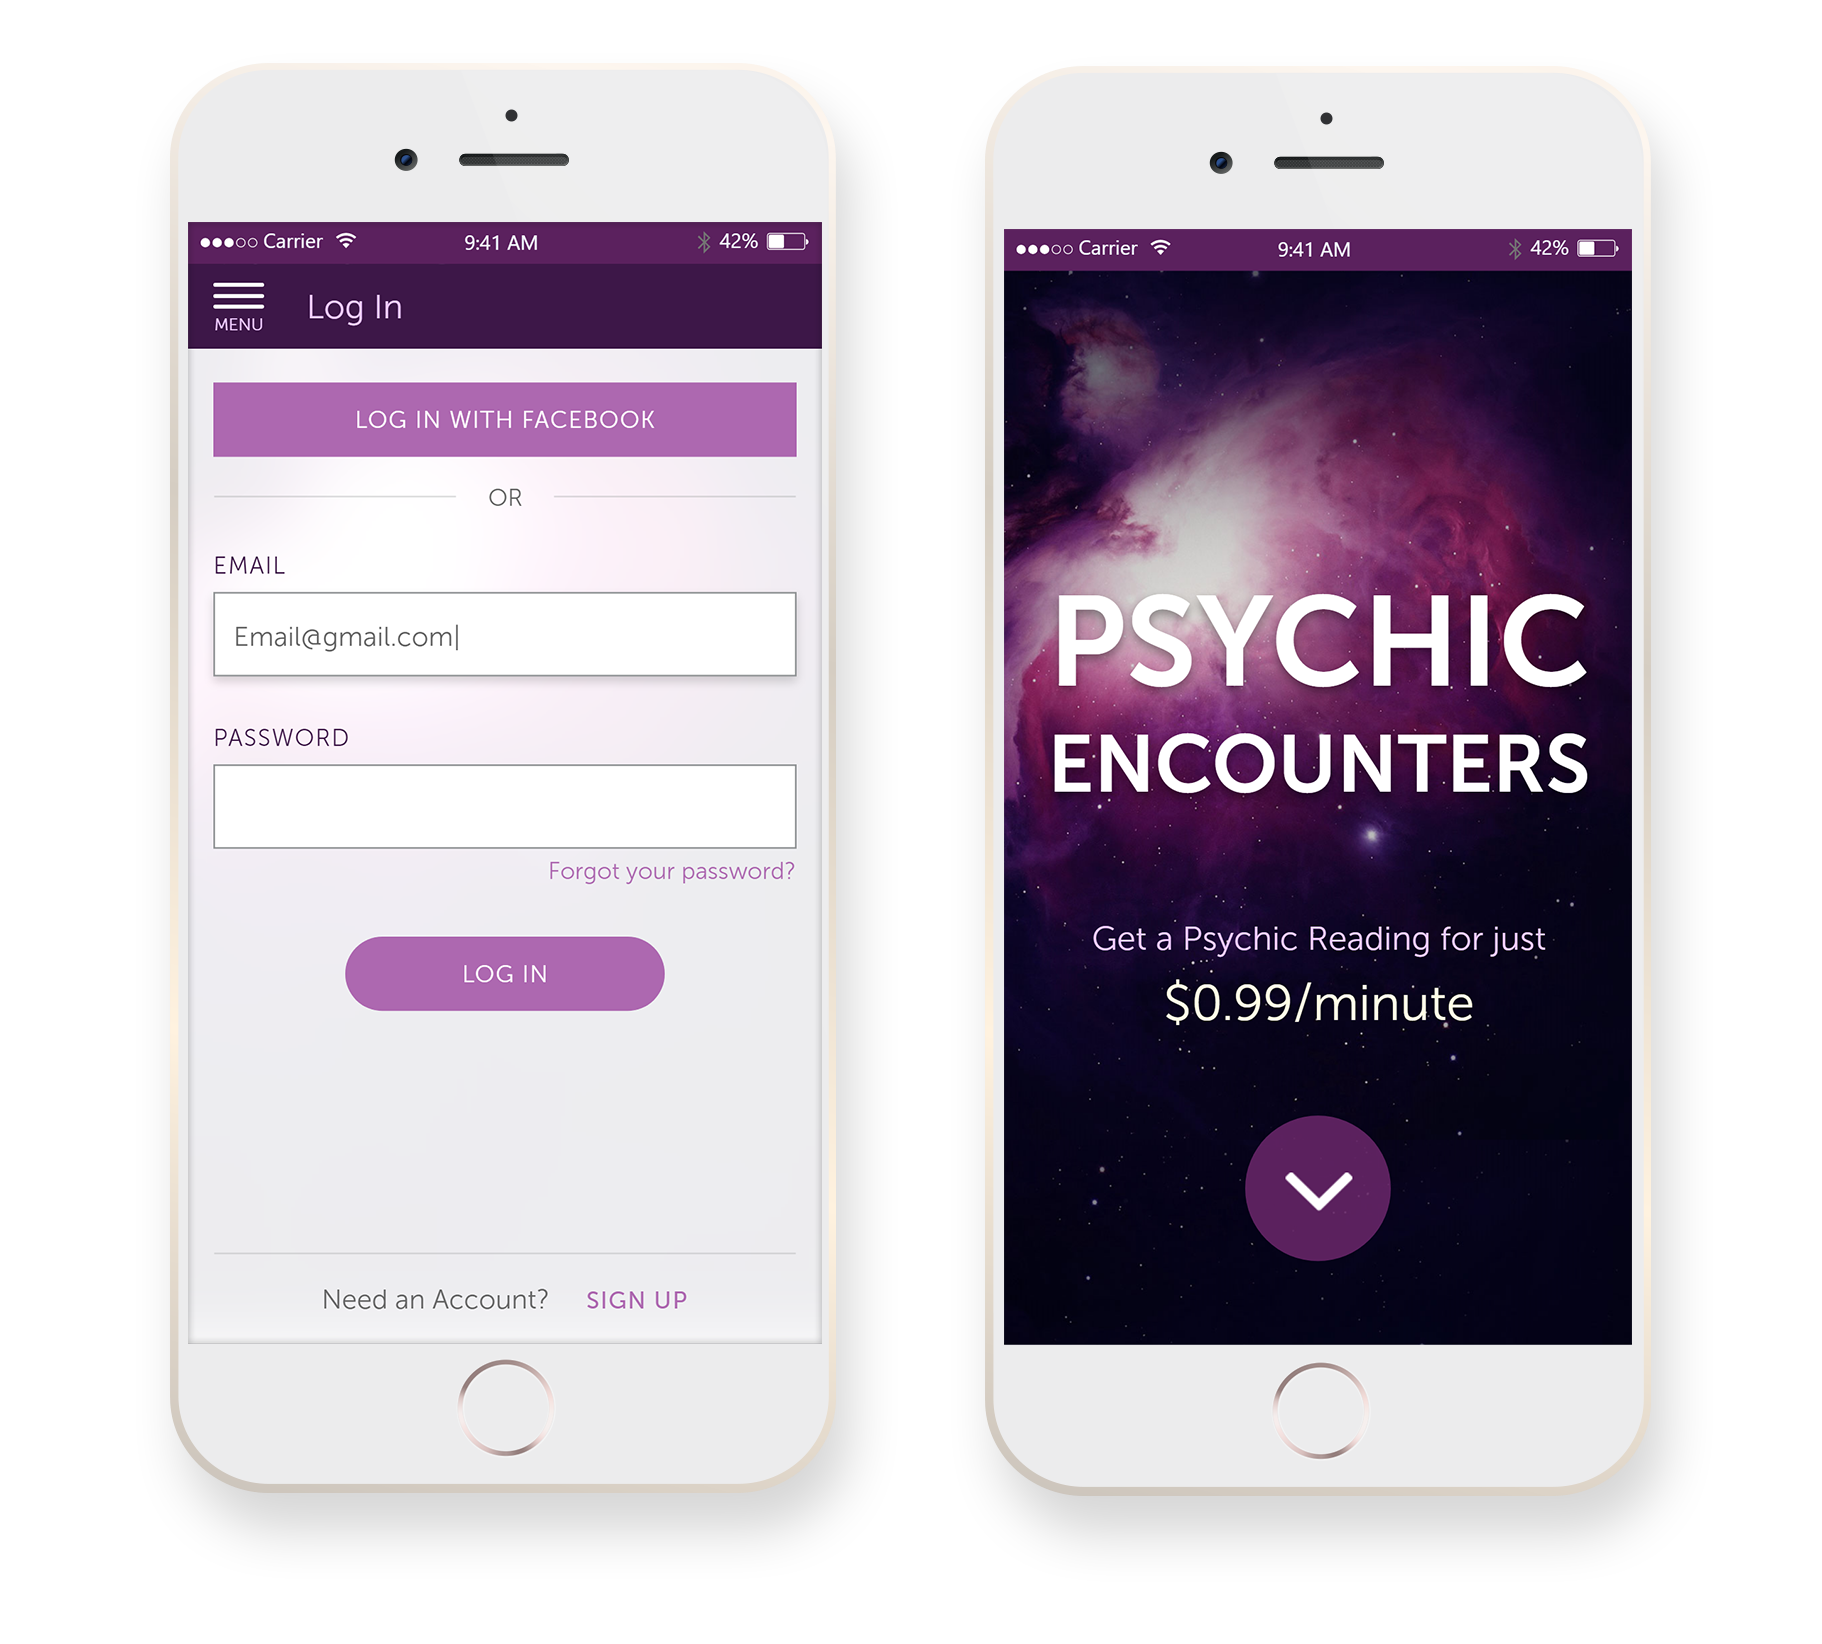 Carrier 9:41 AM 42%
MENU Log In
LOG IN WITH FACEBOOK
OR
EMAIL
Email@gmail.com
PASSWORD
Forgot your password?
LOG IN
Need an Account? SIGN UP
Carrier 9:41 AM 42%
PSYCHIC
ENCOUNTERS
Get a Psychic Reading for just
$0.99/minute